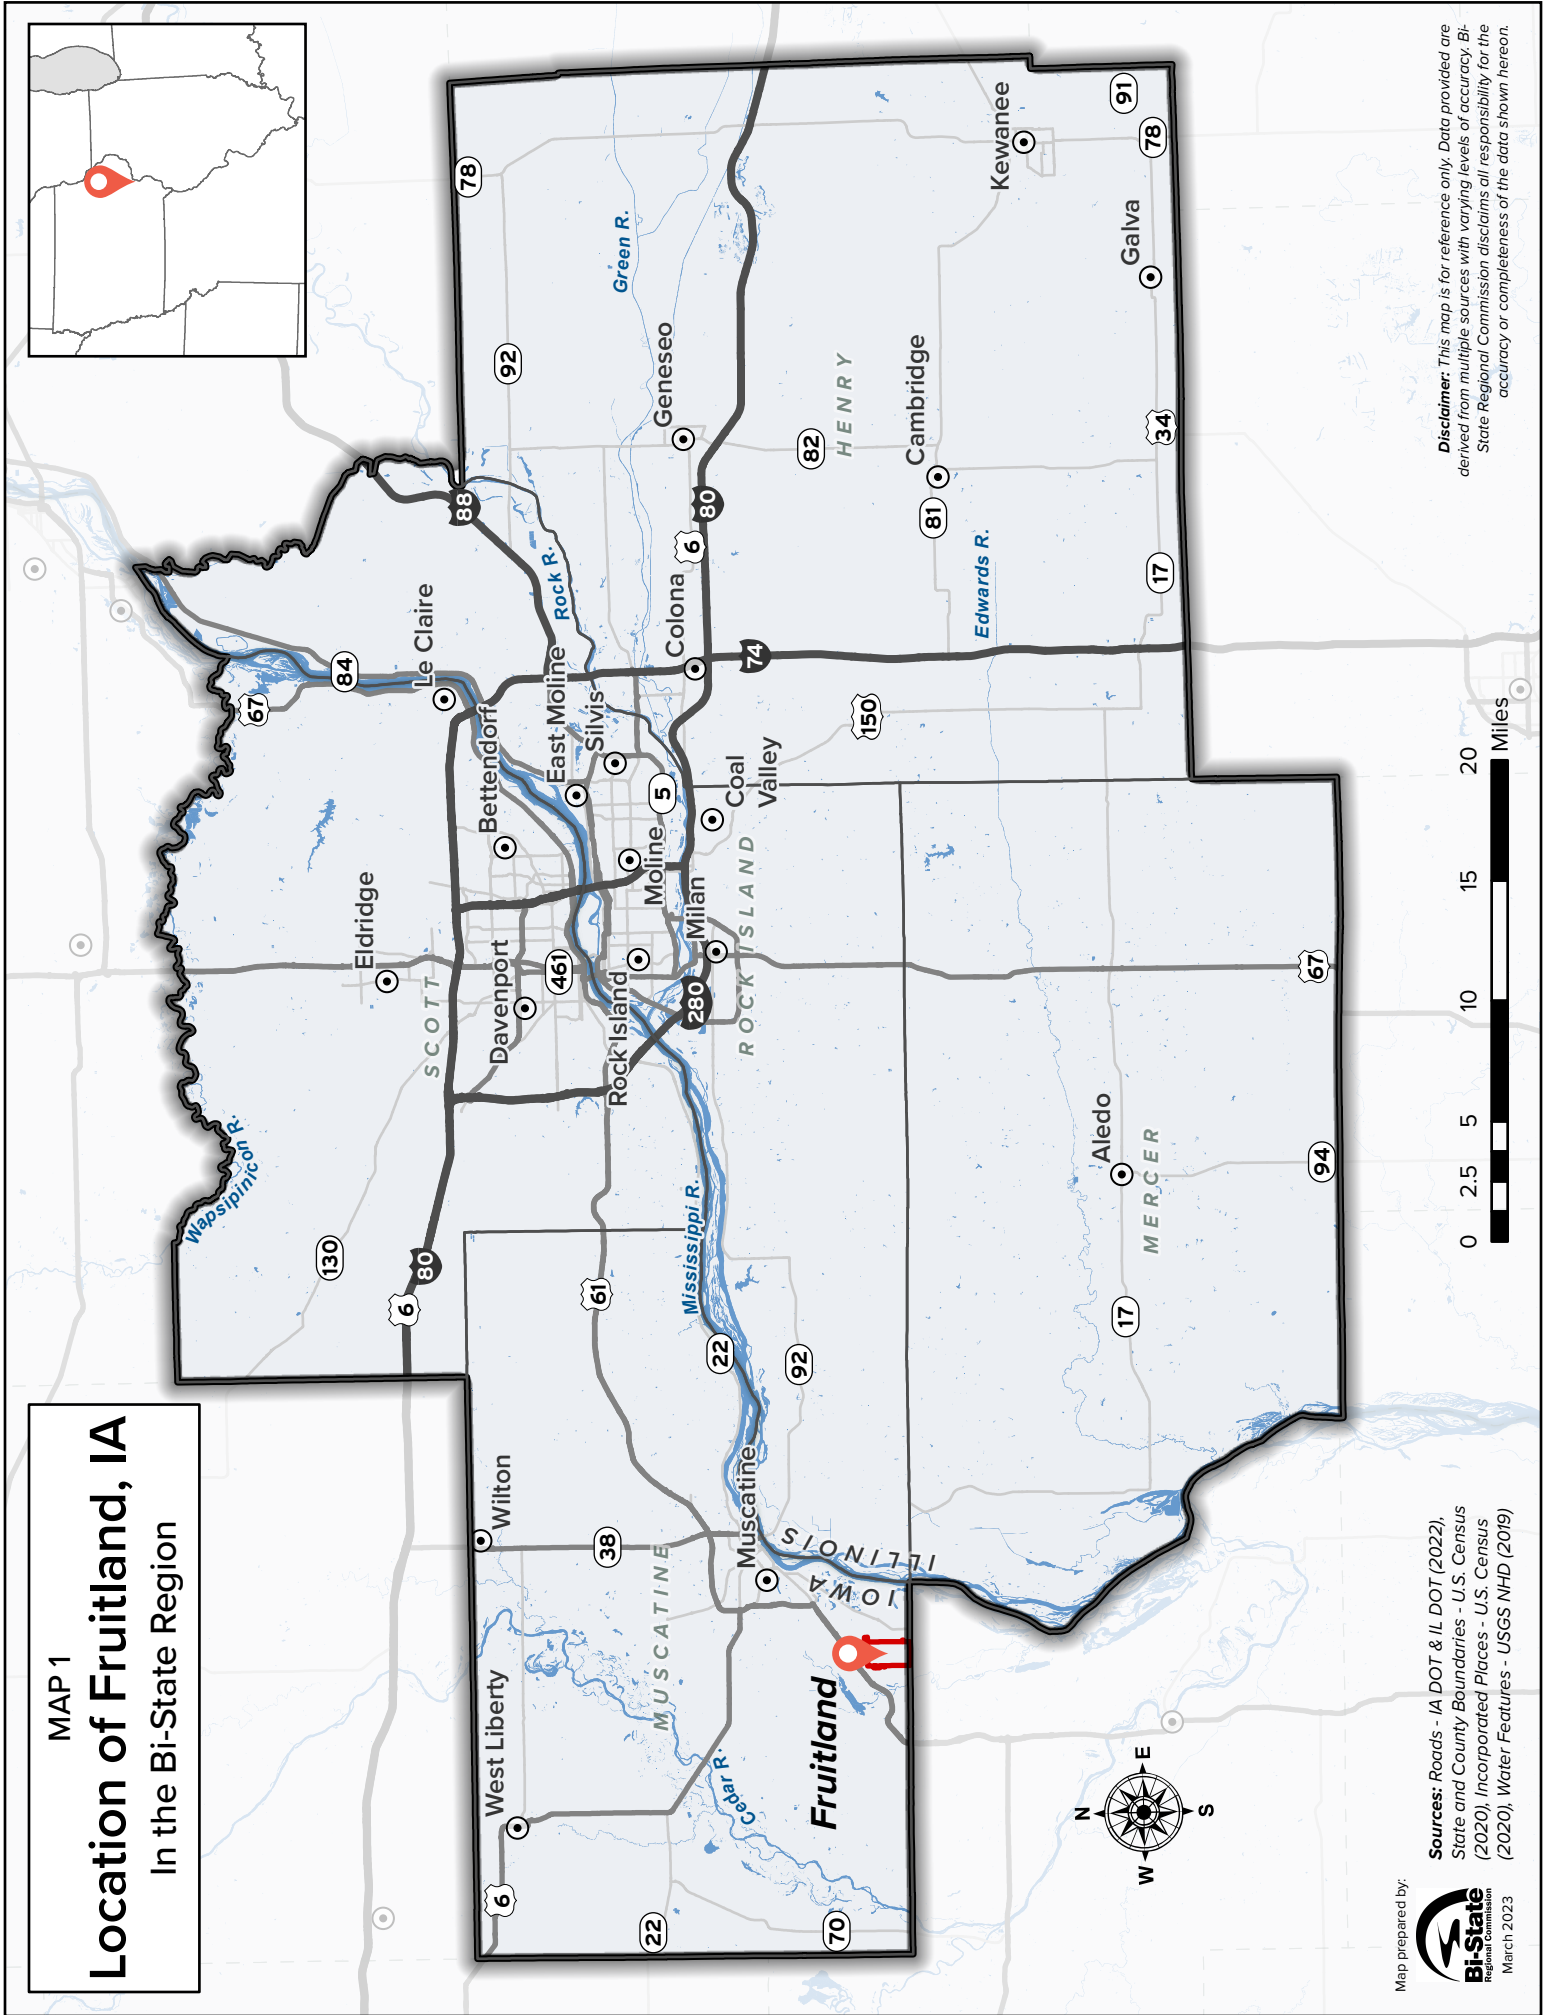 MAP 1
Location of Fruitland, IA
In the Bi-State Region
Wapsipinicon R.
130
6
80
SCOTT
Eldridge
67
84
Le Claire
88
78
92
Bettendorf
Davenport
461
East Moline
Silvis
Rock R.
Green R.
Rock Island
Moline
5
Colona
6
80
Geneseo
Milan
280
Coal
Valley
74
ROCK ISLAND
82
HENRY
150
81
Cambridge
Kewanee
Edwards R.
Galva
91
78
34
17
67
Wilton
38
61
Mississippi R.
22
92
Muscatine
MUSCATINE
West Liberty
6
22
70
Cedar R.
Fruitland
IOWA
ILLINOIS
Aledo
MERCER
17
94
N
W
E
S
0
2.5
5
10
15
20
Miles
Map prepared by:
Bi-State
Regional Commission
March 2023
Sources: Roads - IA DOT & IL DOT (2022),
State and County Boundaries - U.S. Census
(2020), Incorporated Places - U.S. Census
(2020), Water Features - USGS NHD (2019)
Disclaimer: This map is for reference only. Data provided are
derived from multiple sources with varying levels of accuracy. Bi-
State Regional Commission disclaims all responsibility for the
accuracy or completeness of the data shown hereon.